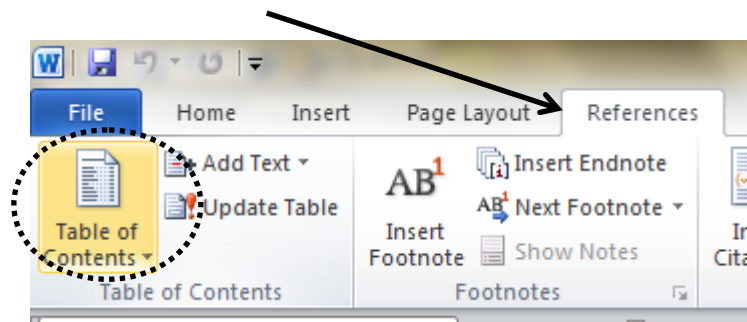 W
File Home Insert Page Layout References
Add Text
Update Table
Table of
Contents
Table of Contents
AB1
Insert
Footnote
Insert Endnote
AB1 Next Footnote
Show Notes
Footnotes